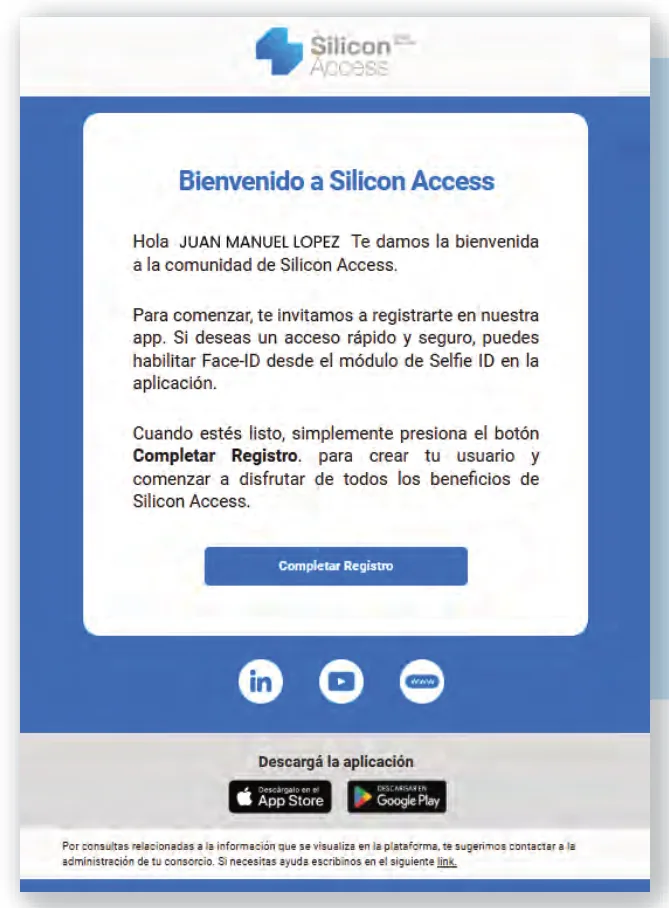 Silicon
Access
Bienvenido a Silicon Access
Hola JUAN MANUEL LOPEZ Te damos la bienvenida
a la comunidad de Silicon Access.
Para comenzar, te invitamos a registrarte en nuestra
app. Si deseas un acceso rápido y seguro, puedes
habilitar Face-ID desde el módulo de Selfie ID en la
aplicación.
Cuando estés listo, simplemente presiona el botón
Completar Registro. para crear tu usuario y
comenzar a disfrutar de todos los beneficios de
Silicon Access.
Completar Registro
in
www
Descargá la aplicación
Descárgalo en el
App Store
DESCARGAR EN
Google Play
Por consultas relacionadas a la información que se visualiza en la plataforma, te sugerimos contactar a la
administración de tu consorcio. Si necesitas ayuda escribinos en el siguiente link.